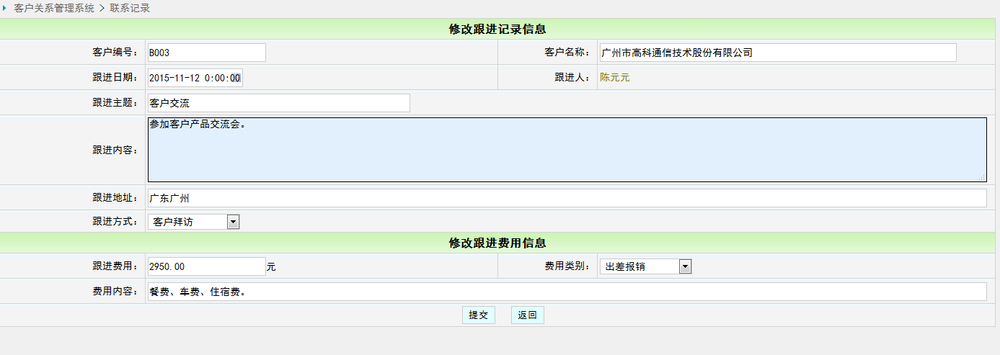 客户关系管理系统 > 联系记录
修改跟进记录信息
客户编号: B003 客户名称: 广州市高科通信技术股份有限公司
跟进日期: 2015-11-12 0:00:00 跟进人: 陈元元
跟进主题: 客户交流
跟进内容: 参加客户产品交流会。
跟进地址: 广东广州
跟进方式: 客户拜访
修改跟进费用信息
跟进费用: 2950.00 元 费用类别: 出差报销
费用内容: 餐费、车费、住宿费。
提交 返回